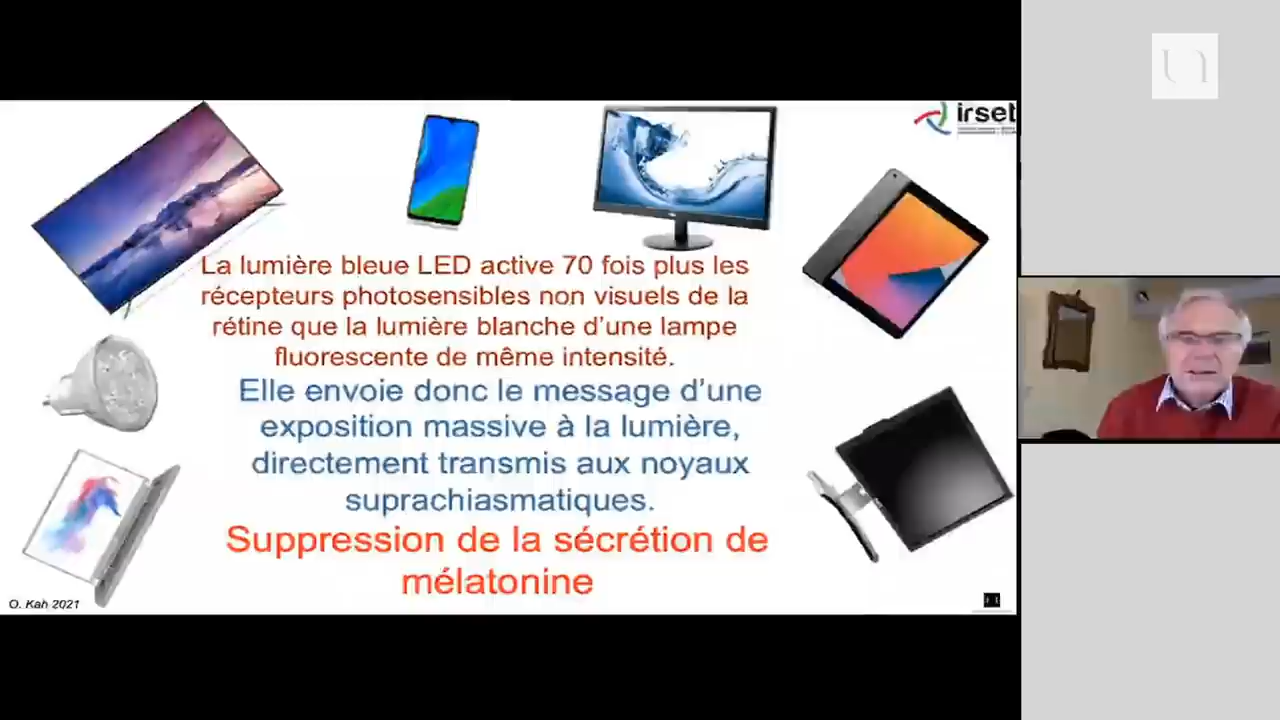 irset
La lumière bleue LED active 70 fois plus les
récepteurs photosensibles non visuels de la
rétine que la lumière blanche d’une lampe
fluorescente de même intensité.
Elle envoie donc le message d’une
exposition massive à la lumière,
directement transmis aux noyaux
suprachiasmatiques.
Suppression de la sécrétion de
mélatonine
O. Kah 2021